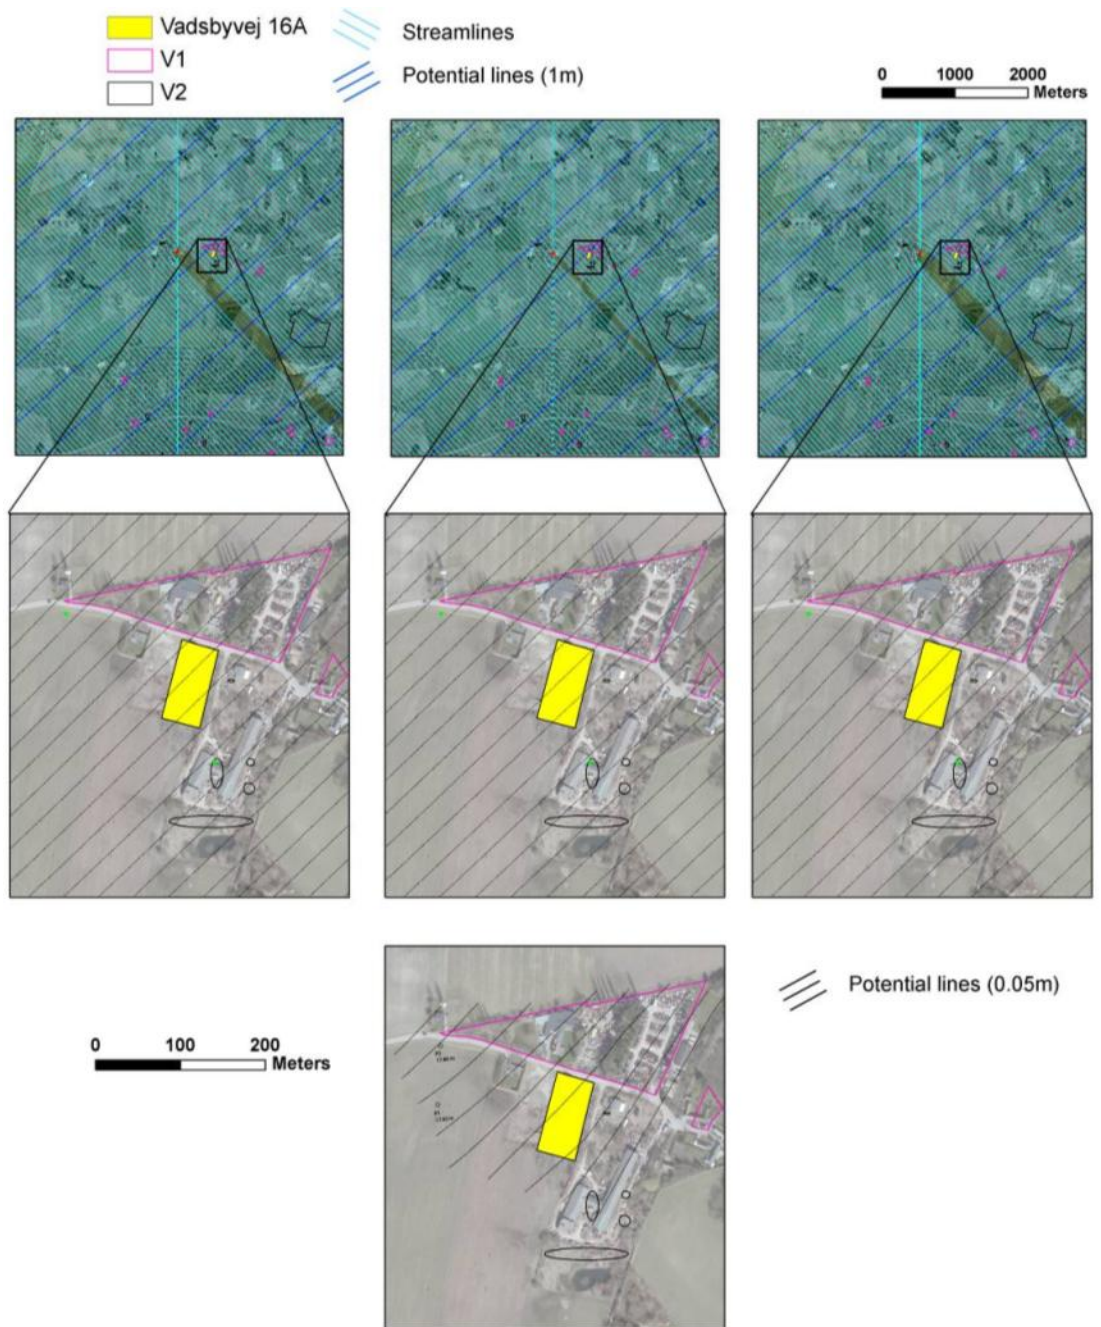 Vadsbyvej 16A
V1
V2
Streamlines
Potential lines (1m)
0 1000 2000
Meters
Potential lines (0.05m)
0 100 200
Meters